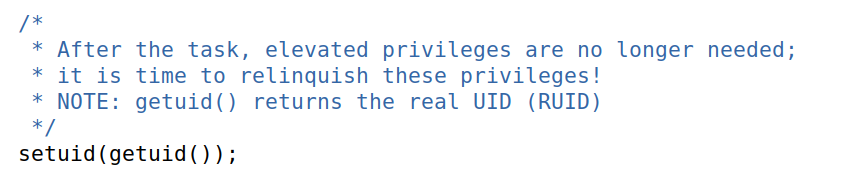 /*
 * After the task, elevated privileges are no longer needed;
 * it is time to relinquish these privileges!
 * NOTE: getuid() returns the real UID (RUID)
 */
setuid(getuid());